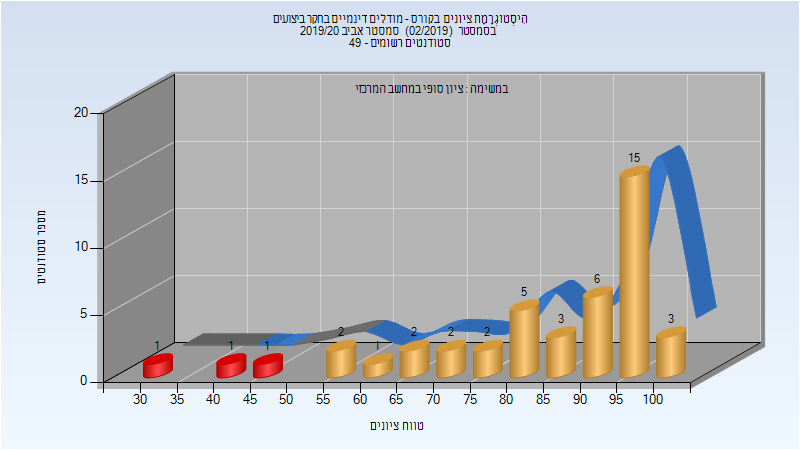 היסטוגרמת ציונים בקורס - מודלים דינמיים בחקר ביצועים
בסמסטר (02/2019) סמסטר אביב 2019/20
סטודנטים רשומים - 49
במשימה : ציון סופי במחשב המרכזי
מספר סטודנטים
20
15
10
5
0
1
1
1
2
1
2
2
2
5
3
6
15
3
30 35 40 45 50 55 60 65 70 75 80 85 90 95 100
טווח ציונים